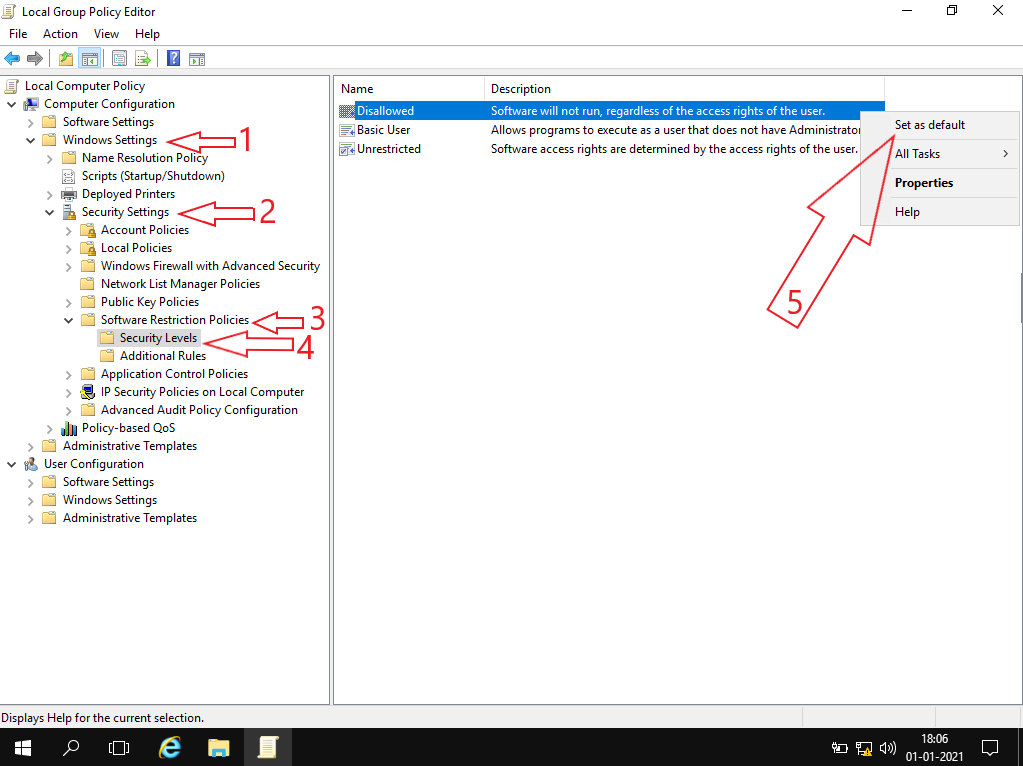 Local Group Policy Editor
File Action View Help
Local Computer Policy
Computer Configuration
Software Settings
Windows Settings 1
Name Resolution Policy
Scripts (Startup/Shutdown)
Deployed Printers
Security Settings 2
Account Policies
Local Policies
Windows Firewall with Advanced Security
Network List Manager Policies
Public Key Policies
Software Restriction Policies 3
Security Levels 4
Additional Rules
Application Control Policies
IP Security Policies on Local Computer
Advanced Audit Policy Configuration
Policy-based QoS
Administrative Templates
User Configuration
Software Settings
Windows Settings
Administrative Templates
Name Description
Disallowed Software will not run, regardless of the access rights of the user.
Basic User Allows programs to execute as a user that does not have Administrator
Unrestricted Software access rights are determined by the access rights of the user.
Set as default
All Tasks
Properties
Help
5
Displays Help for the current selection.
18:06
01-01-2021